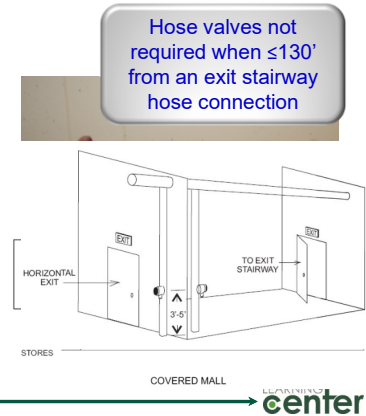 Hose valves not
required when ≤130’
from an exit stairway
hose connection
EXIT
EXIT
HORIZONTAL
EXIT
TO EXIT
STAIRWAY
3'-5'
STORES
COVERED MALL
LEARNING
center